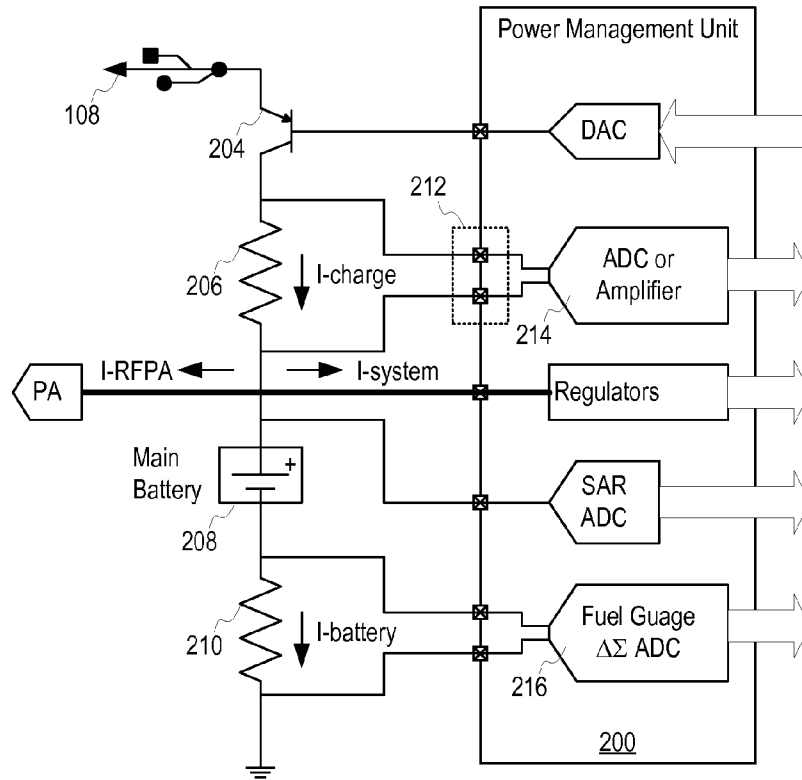 Power Management Unit
108
204
DAC
212
206
I-charge
ADC or
Amplifier
214
I-RFPA
I-system
PA
Regulators
Main
Battery
+
208
SAR
ADC
210
I-battery
Fuel Guage
ΔΣ ADC
216
200